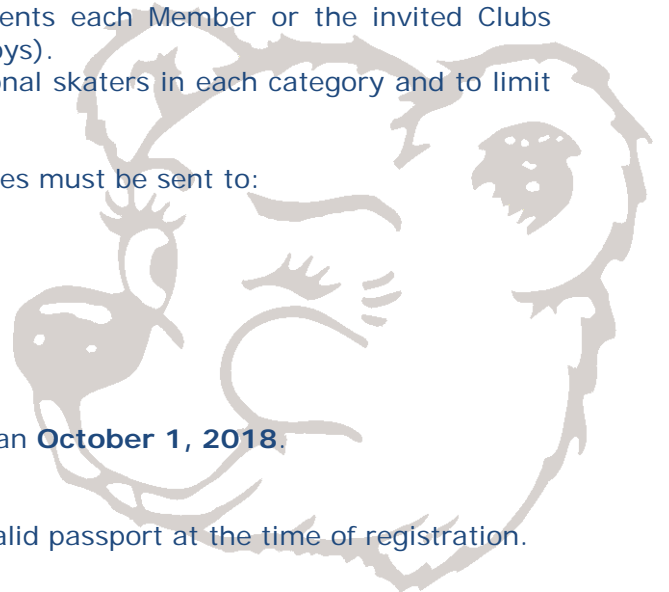 ents each Member or the invited Clubs
oys).
onal skaters in each category and to limit
es must be sent to:
an October 1, 2018.
alid passport at the time of registration.